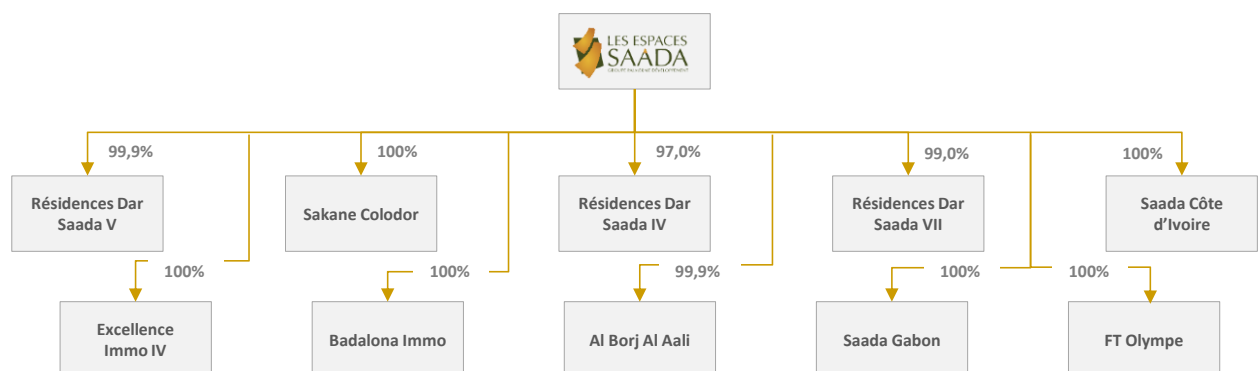 LES ESPACES
SAADA
99,9%
100%
97,0%
99,0%
100%
Résidences Dar
Saada V
Sakane Colodor
Résidences Dar
Saada IV
Résidences Dar
Saada VII
Saada Côte
d’Ivoire
100%
100%
99,9%
100%
100%
Excellence
Immo IV
Badalona Immo
Al Borj Al Aali
Saada Gabon
FT Olympe